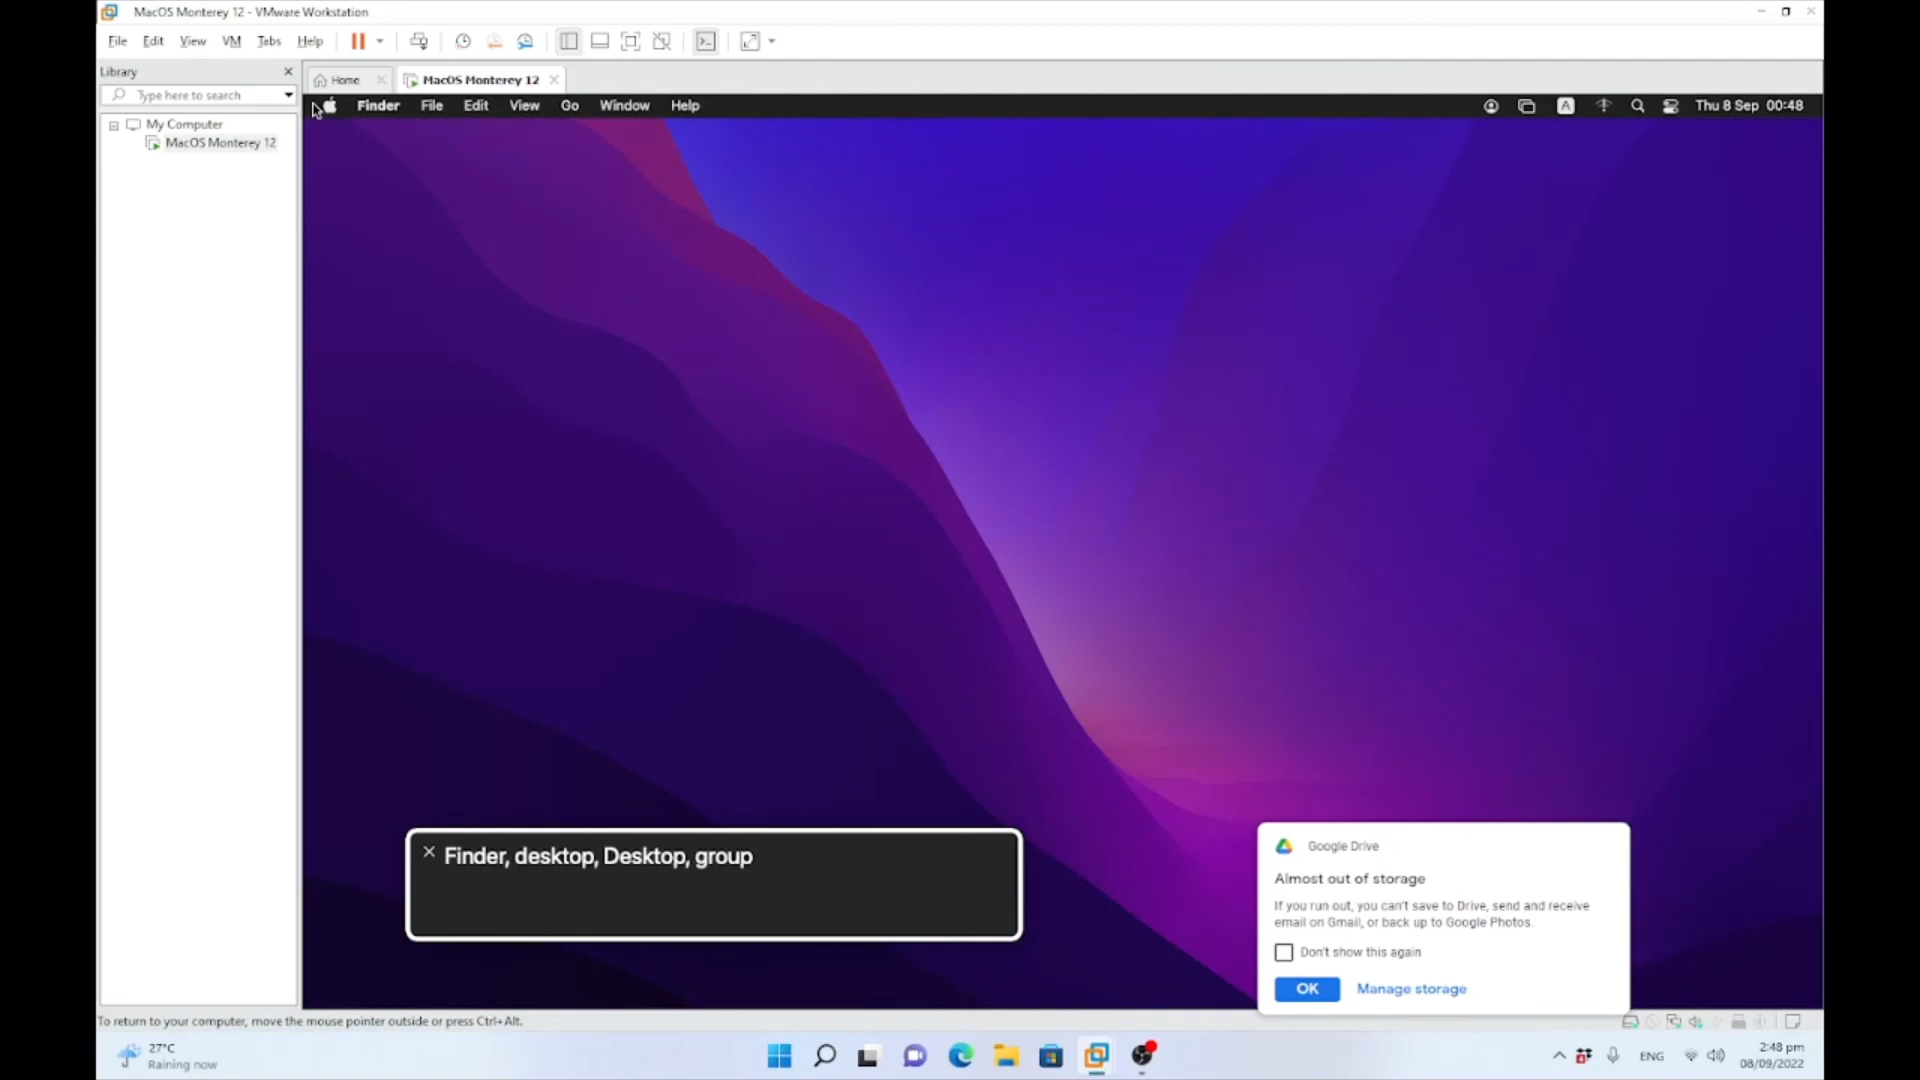 MacOS Monterey 12 - VMware Workstation
File Edit View VM Tabs Help
Library
Home
MacOS Monterey 12
Type here to search
Finder File Edit View Go Window Help
A
Thu 8 Sep 00:48
My Computer
MacOS Monterey 12
Finder, desktop, Desktop, group
Google Drive
Almost out of storage
If you run out, you can't save to Drive, send and receive
email on Gmail, or back up to Google Photos.
Don't show this again
OK Manage storage
To return to your computer, move the mouse pointer outside or press Ctrl+Alt.
27°C
Raining now
ENG
2:48 pm
08/09/2022